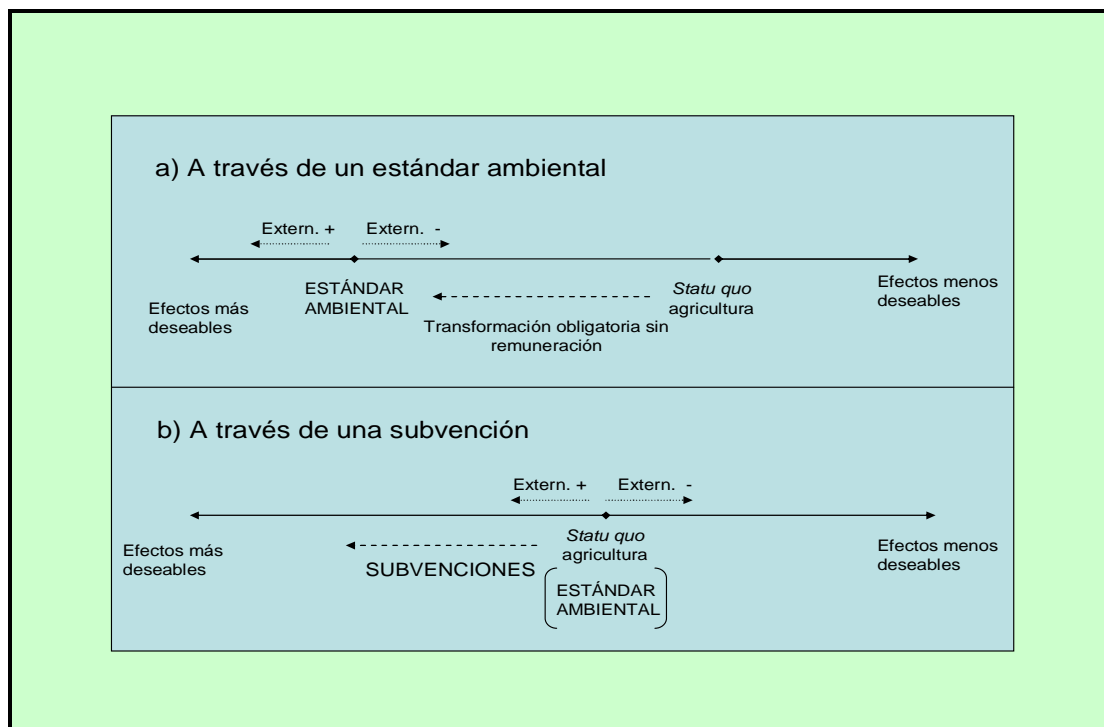 a) A través de un estándar ambiental
Extern. +
Extern. -
Efectos más
deseables
ESTÁNDAR
AMBIENTAL
Statu quo
agricultura
Efectos menos
deseables
Transformación obligatoria sin
remuneración
b) A través de una subvención
Extern. +
Extern. -
Efectos más
deseables
SUBVENCIONES
Statu quo
agricultura
ESTÁNDAR
AMBIENTAL
Efectos menos
deseables